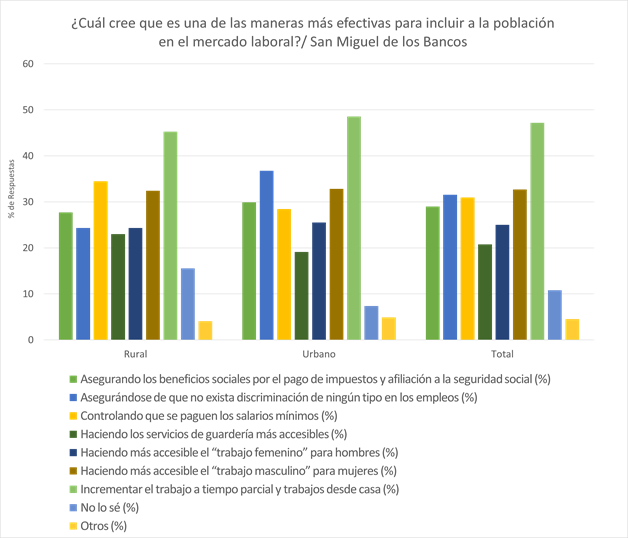 ¿Cuál cree que es una de las maneras más efectivas para incluir a la población
en el mercado laboral?/ San Miguel de los Bancos
60
50
40
30
20
10
0
% de Respuestas
Rural
Urbano
Total
Asegurando los beneficios sociales por el pago de impuestos y afiliación a la seguridad social (%)
Asegurándose de que no exista discriminación de ningún tipo en los empleos (%)
Controlando que se paguen los salarios mínimos (%)
Haciendo los servicios de guardería más accesibles (%)
Haciendo más accesible el “trabajo femenino” para hombres (%)
Haciendo más accesible el “trabajo masculino” para mujeres (%)
Incrementar el trabajo a tiempo parcial y trabajos desde casa (%)
No lo sé (%)
Otros (%)